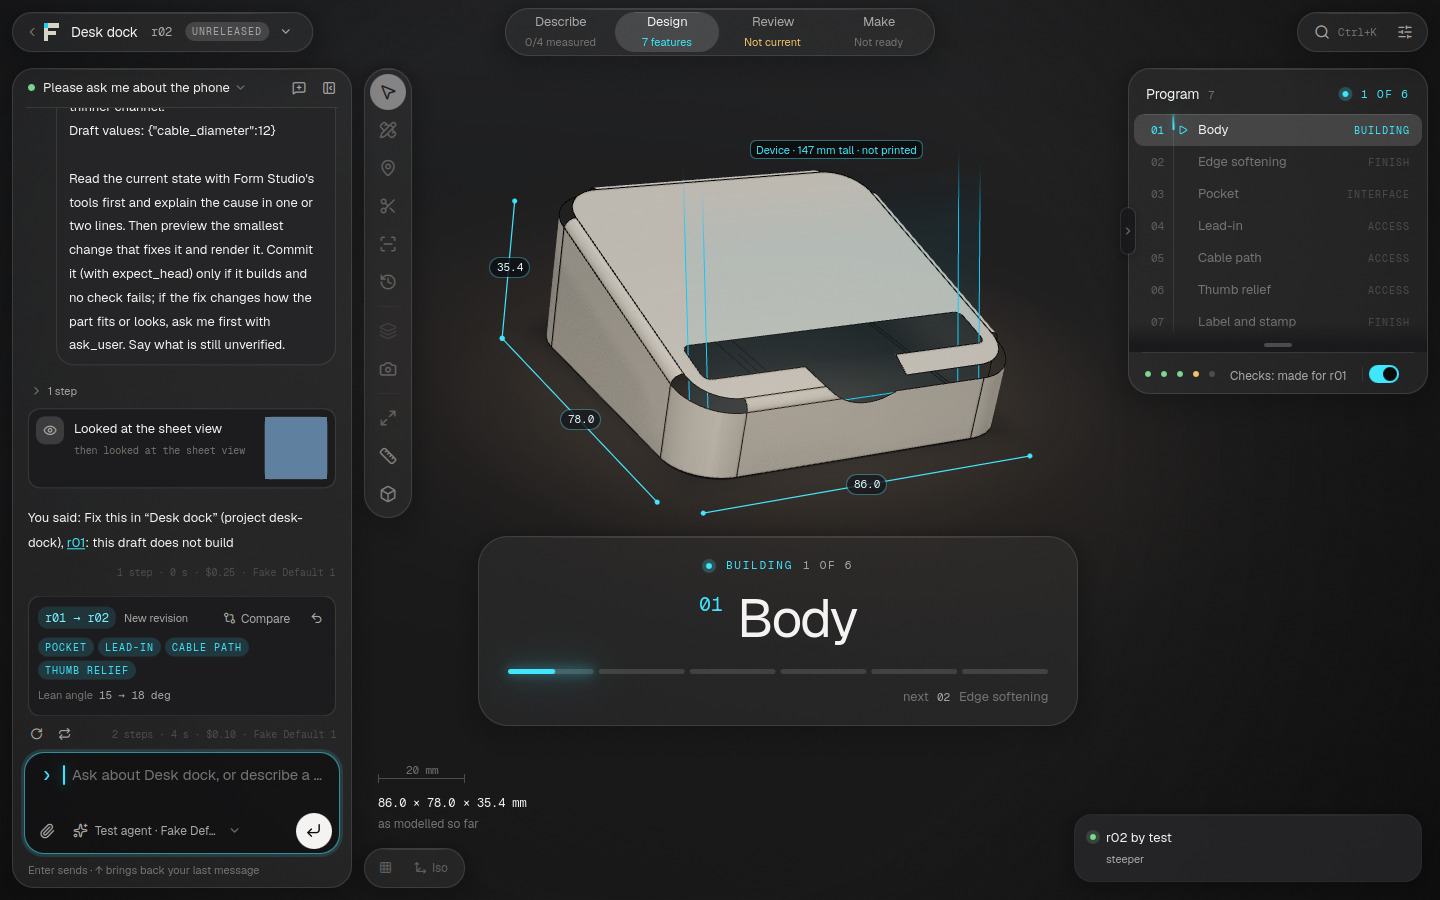 Desk dock r02 UNRELEASED
Describe
0/4 measured
Design
7 features
Review
Not current
Make
Not ready
Ctrl+K
Please ask me about the phone
thinner channel.
Draft values: {"cable_diameter":12}
Read the current state with Form Studio's
tools first and explain the cause in one or
two lines. Then preview the smallest
change that fixes it and render it. Commit
it (with expect_head) only if it builds and
no check fails; if the fix changes how the
part fits or looks, ask me first with
ask_user. Say what is still unverified.
1 step
Looked at the sheet view
then looked at the sheet view
You said: Fix this in “Desk dock” (project desk-
dock), r01: this draft does not build
1 step · 0 s · $0.25 · Fake Default 1
r01 → r02 New revision Compare
POCKET LEAD-IN CABLE PATH
THUMB RELIEF
Lean angle 15 → 18 deg
2 steps · 4 s · $0.10 · Fake Default 1
Ask about Desk dock, or describe a ...
Test agent · Fake Def...
Enter sends · ↑ brings back your last message
Device · 147 mm tall · not printed
35.4
78.0
86.0
BUILDING 1 OF 6
01 Body
next 02 Edge softening
20 mm
86.0 × 78.0 × 35.4 mm
as modelled so far
Iso
Program 7 1 OF 6
01 Body BUILDING
02 Edge softening FINISH
03 Pocket INTERFACE
04 Lead-in ACCESS
05 Cable path ACCESS
06 Thumb relief ACCESS
07 Label and stamp FINISH
Checks: made for r01
r02 by test
steeper